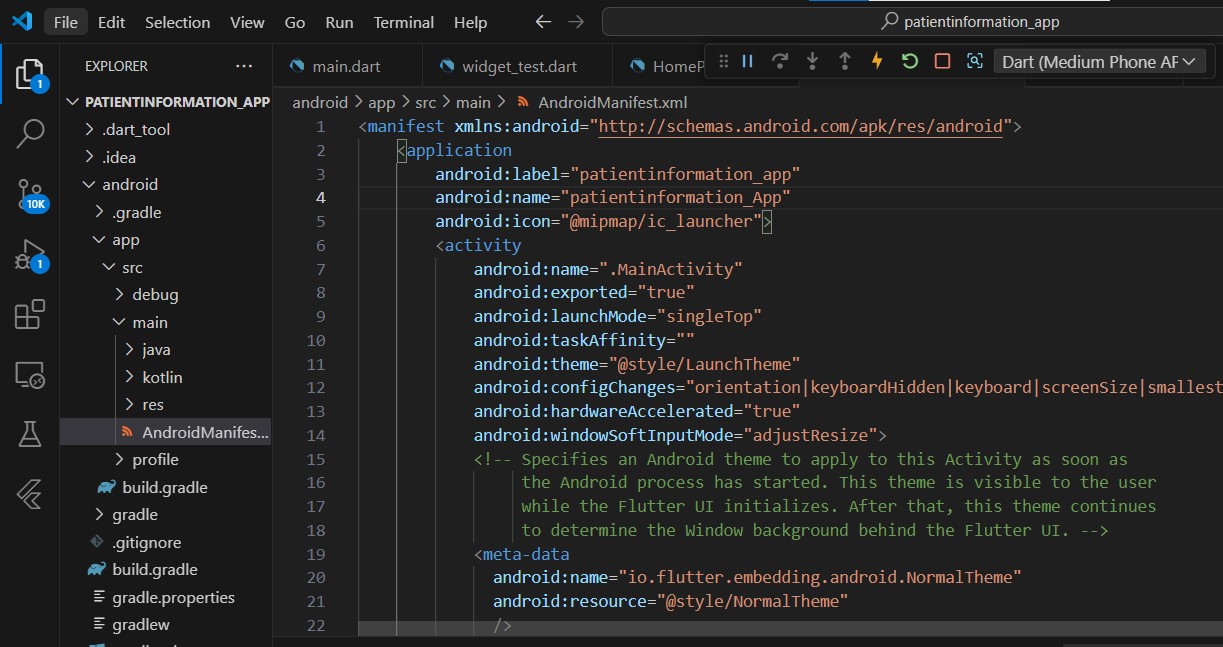 File Edit Selection View Go Run Terminal Help
patientinformation_app
EXPLORER
main.dart
widget_test.dart
HomeP
Dart (Medium Phone AF
PATIENTINFORMATION_APP
.dart_tool
.idea
android
.gradle
app
src
debug
main
java
kotlin
res
AndroidManifes...
profile
build.gradle
gradle
.gitignore
build.gradle
gradle.properties
gradlew
1
10K
1
android > app > src > main > AndroidManifest.xml
1 <manifest xmlns:android="http://schemas.android.com/apk/res/android">
2 <application
3 android:label="patientinformation_app"
4 android:name="patientinformation_App"
5 android:icon="@mipmap/ic_launcher">
6 <activity
7 android:name=".MainActivity"
8 android:exported="true"
9 android:launchMode="singleTop"
10 android:taskAffinity=""
11 android:theme="@style/LaunchTheme"
12 android:configChanges="orientation|keyboardHidden|keyboard|screenSize|smallest
13 android:hardwareAccelerated="true"
14 android:windowSoftInputMode="adjustResize">
15 <!-- Specifies an Android theme to apply to this Activity as soon as
16 the Android process has started. This theme is visible to the user
17 while the Flutter UI initializes. After that, this theme continues
18 to determine the Window background behind the Flutter UI. -->
19 <meta-data
20 android:name="io.flutter.embedding.android.NormalTheme"
21 android:resource="@style/NormalTheme"
22 />